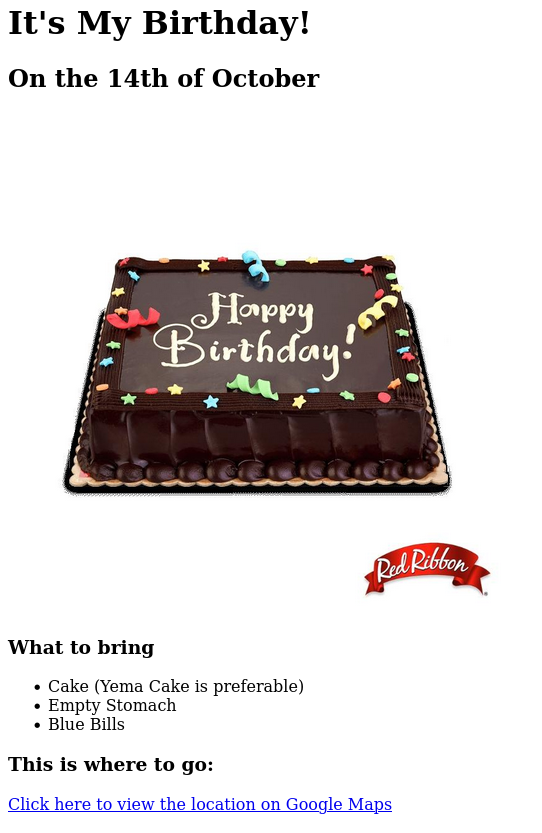 It's My Birthday!
On the 14th of October
Happy
Birthday!
Red Ribbon
What to bring
• Cake (Yema Cake is preferable)
• Empty Stomach
• Blue Bills
This is where to go:
Click here to view the location on Google Maps